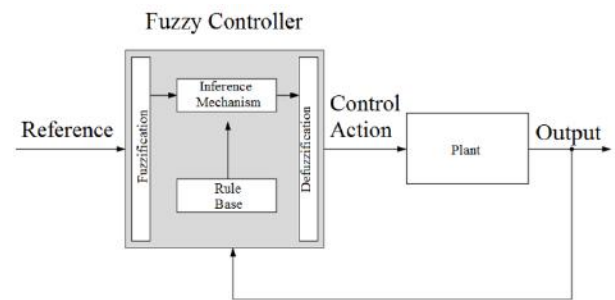 Fuzzy Controller
Reference
Fuzzification
Inference
Mechanism
Rule
Base
Defuzzification
Control
Action
Plant
Output